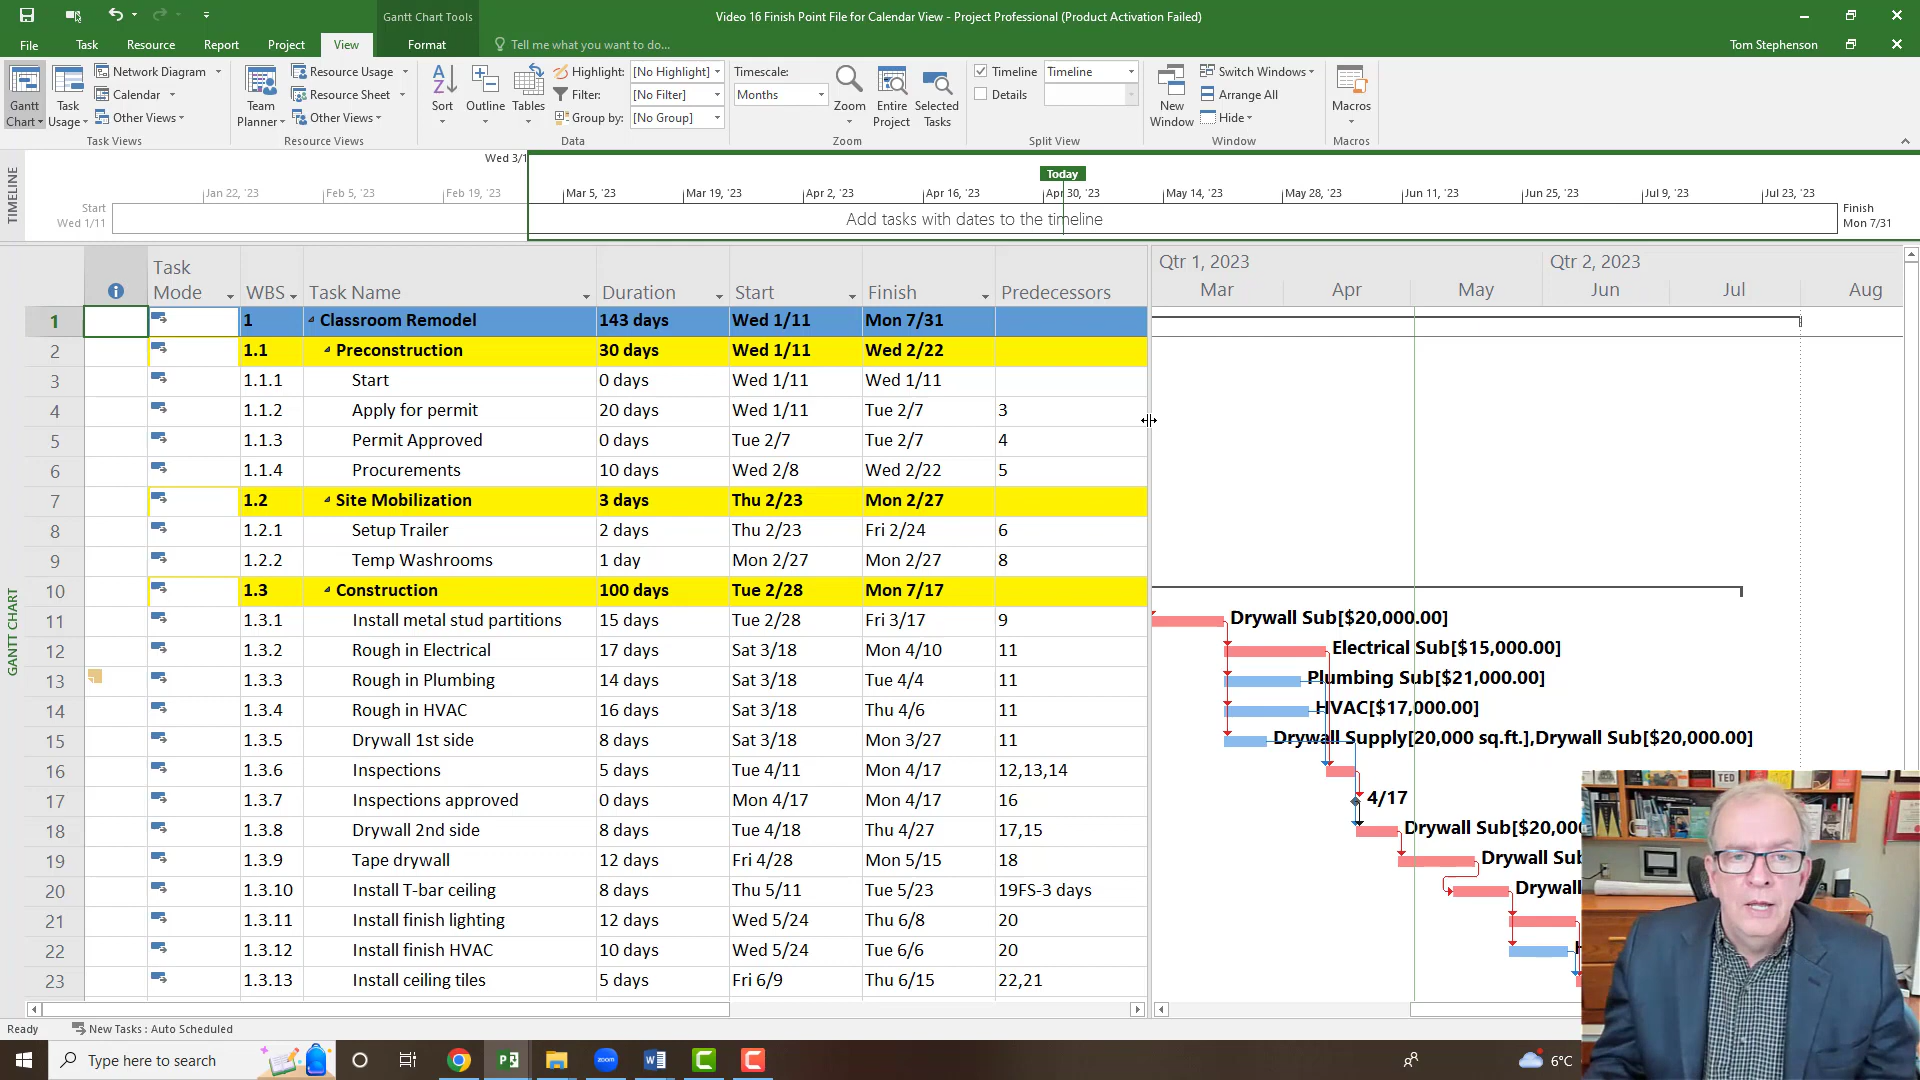 Gantt Chart Tools
Video 16 Finish Point File for Calendar View - Project Professional (Product Activation Failed)
File Task Resource Report Project View Format Tell me what you want to do... Tom Stephenson
Gantt Chart
Task Usage
Network Diagram
Calendar
Other Views
Task Views
Team Planner
Resource Usage
Resource Sheet
Other Views
Resource Views
Sort
Outline
Tables
Highlight: [No Highlight]
Filter: [No Filter]
Group by: [No Group]
Data
Timescale:
Months
Zoom
Entire Project
Selected Tasks
Zoom
Timeline Timeline
Details
Split View
New Window
Switch Windows
Arrange All
Hide
Window
Macros
Macros
TIMELINE
Wed 3/1
Today
Jan 22, '23 Feb 5, '23 Feb 19, '23 Mar 5, '23 Mar 19, '23 Apr 2, '23 Apr 16, '23 Apr 30, '23 May 14, '23 May 28, '23 Jun 11, '23 Jun 25, '23 Jul 9, '23 Jul 23, '23
Start
Wed 1/11
Add tasks with dates to the timeline
Finish
Mon 7/31
GANTT CHART
Task Mode WBS Task Name Duration Start Finish Predecessors
Qtr 1, 2023 Qtr 2, 2023
Mar Apr May Jun Jul Aug
1 1 Classroom Remodel 143 days Wed 1/11 Mon 7/31
2 1.1 Preconstruction 30 days Wed 1/11 Wed 2/22
3 1.1.1 Start 0 days Wed 1/11 Wed 1/11
4 1.1.2 Apply for permit 20 days Wed 1/11 Tue 2/7 3
5 1.1.3 Permit Approved 0 days Tue 2/7 Tue 2/7 4
6 1.1.4 Procurements 10 days Wed 2/8 Wed 2/22 5
7 1.2 Site Mobilization 3 days Thu 2/23 Mon 2/27
8 1.2.1 Setup Trailer 2 days Thu 2/23 Fri 2/24 6
9 1.2.2 Temp Washrooms 1 day Mon 2/27 Mon 2/27 8
10 1.3 Construction 100 days Tue 2/28 Mon 7/17
11 1.3.1 Install metal stud partitions 15 days Tue 2/28 Fri 3/17 9 Drywall Sub[$20,000.00]
12 1.3.2 Rough in Electrical 17 days Sat 3/18 Mon 4/10 11 Electrical Sub[$15,000.00]
13 1.3.3 Rough in Plumbing 14 days Sat 3/18 Tue 4/4 11 Plumbing Sub[$21,000.00]
14 1.3.4 Rough in HVAC 16 days Sat 3/18 Thu 4/6 11 HVAC[$17,000.00]
15 1.3.5 Drywall 1st side 8 days Sat 3/18 Mon 3/27 11 Drywall Supply[20,000 sq.ft.],Drywall Sub[$20,000.00]
16 1.3.6 Inspections 5 days Tue 4/11 Mon 4/17 12,13,14
17 1.3.7 Inspections approved 0 days Mon 4/17 Mon 4/17 16 4/17
18 1.3.8 Drywall 2nd side 8 days Tue 4/18 Thu 4/27 17,15 Drywall Sub[$20,000
19 1.3.9 Tape drywall 12 days Fri 4/28 Mon 5/15 18 Drywall Sub
20 1.3.10 Install T-bar ceiling 8 days Thu 5/11 Tue 5/23 19FS-3 days Drywall
21 1.3.11 Install finish lighting 12 days Wed 5/24 Thu 6/8 20
22 1.3.12 Install finish HVAC 10 days Wed 5/24 Tue 6/6 20
23 1.3.13 Install ceiling tiles 5 days Fri 6/9 Thu 6/15 22,21
TED
Ready New Tasks : Auto Scheduled
Type here to search
zoom
6°C